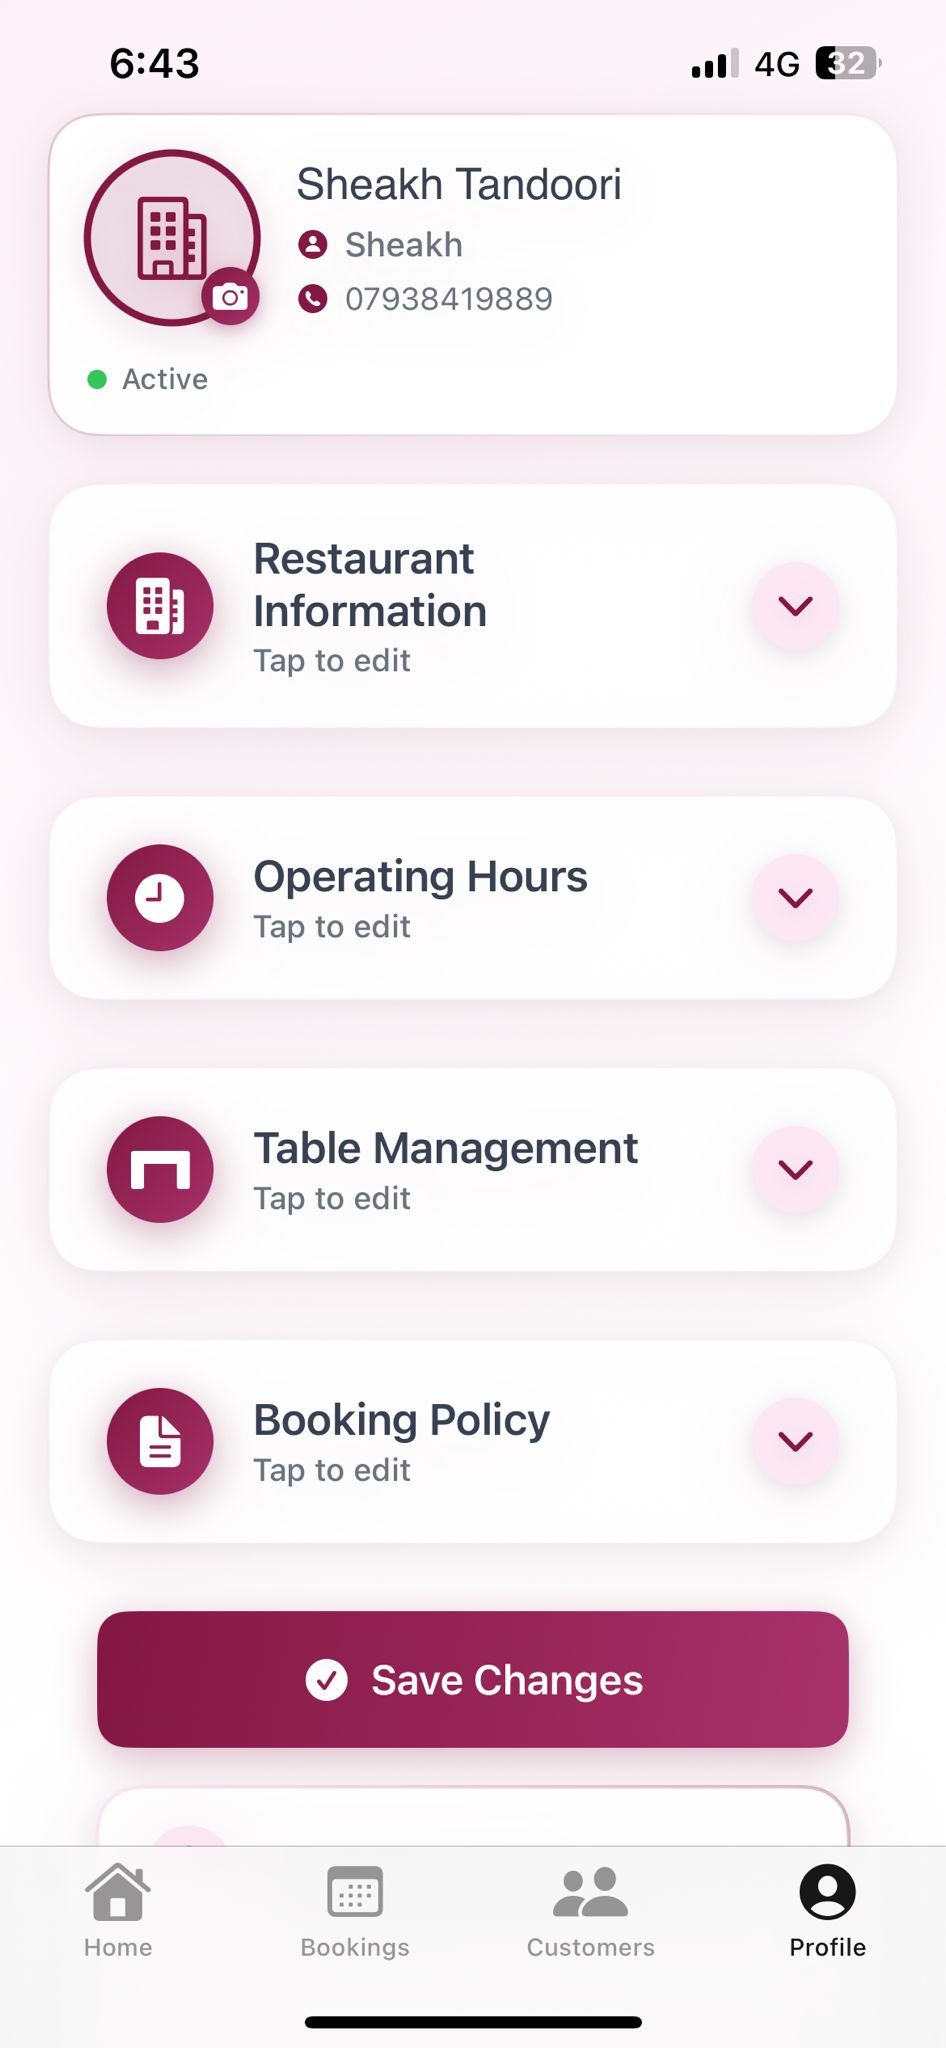 6:43
4G 32
Sheakh Tandoori
Sheakh
07938419889
Active
Restaurant
Information
Tap to edit
Operating Hours
Tap to edit
Table Management
Tap to edit
Booking Policy
Tap to edit
Save Changes
Home Bookings Customers Profile